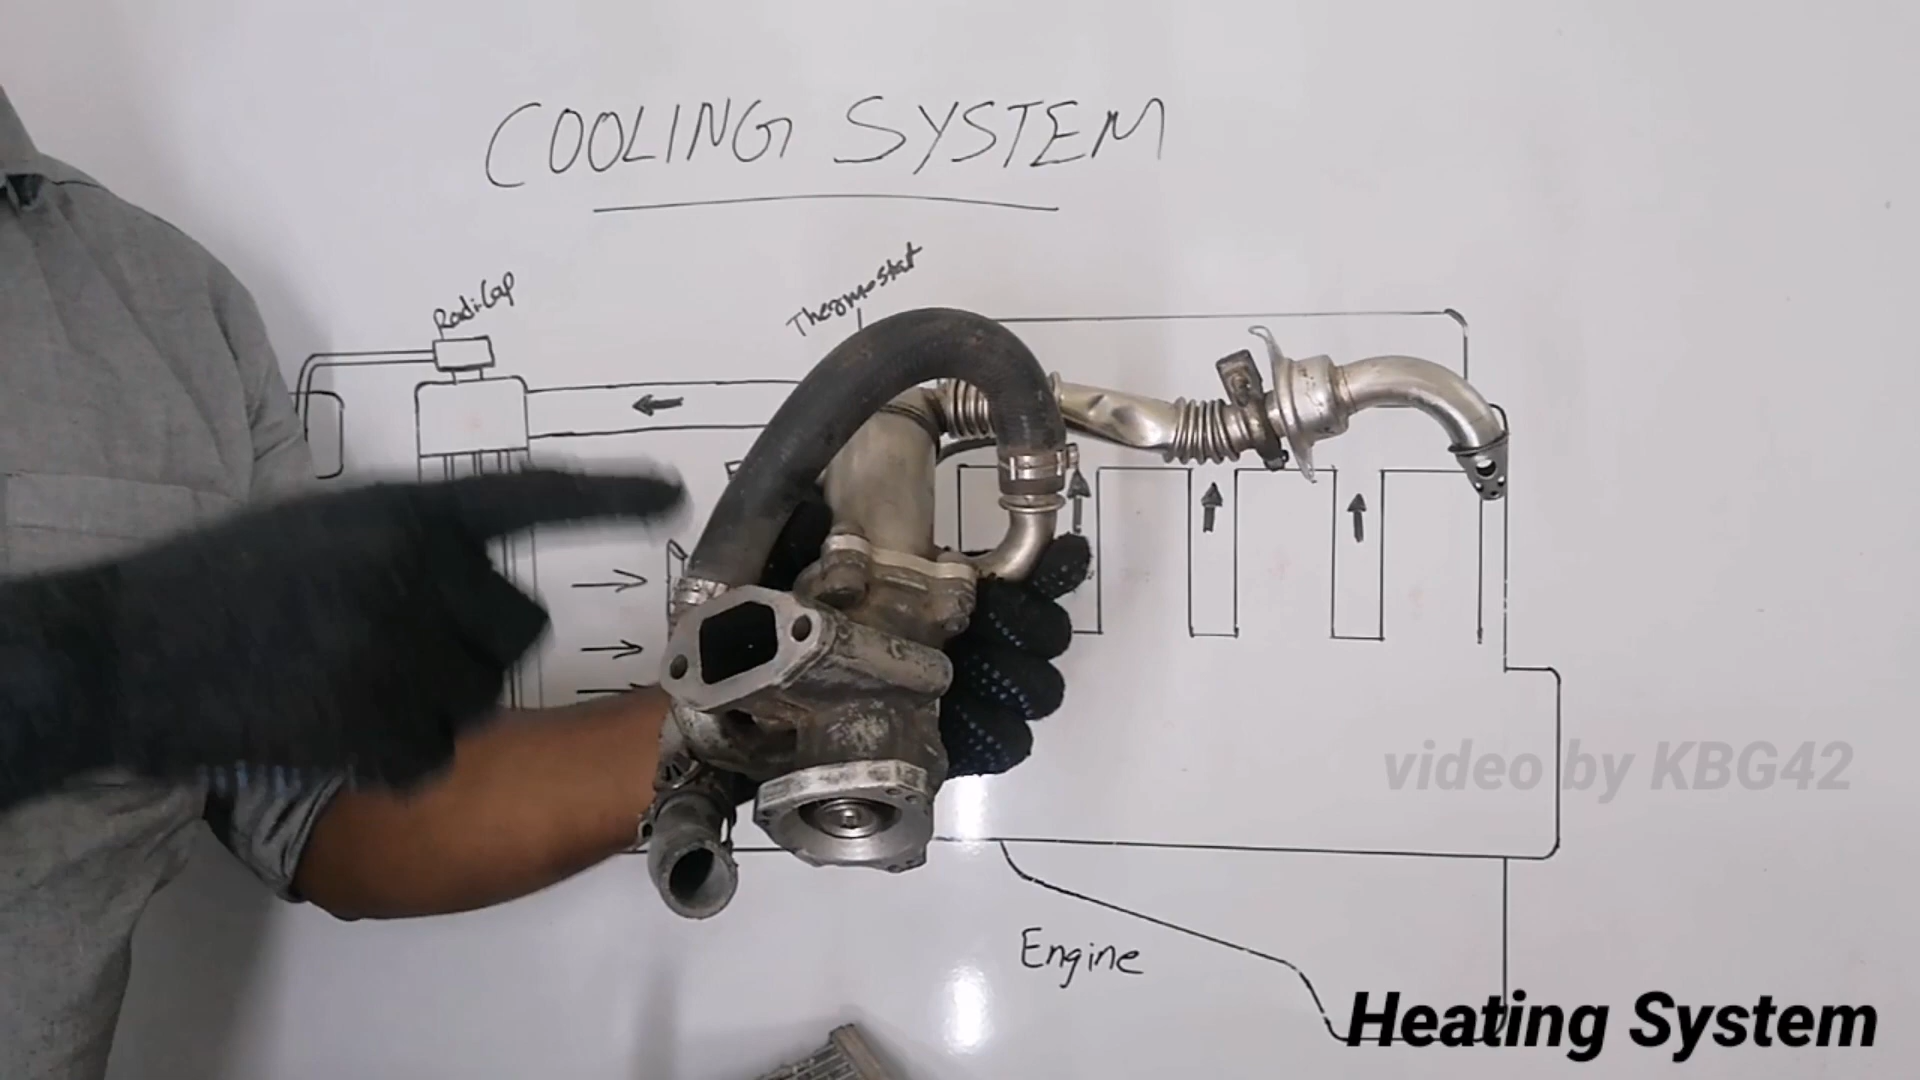 COOLING SYSTEM
Radi.Cap
Thermostat
video by KBG42
Engine
Heating System